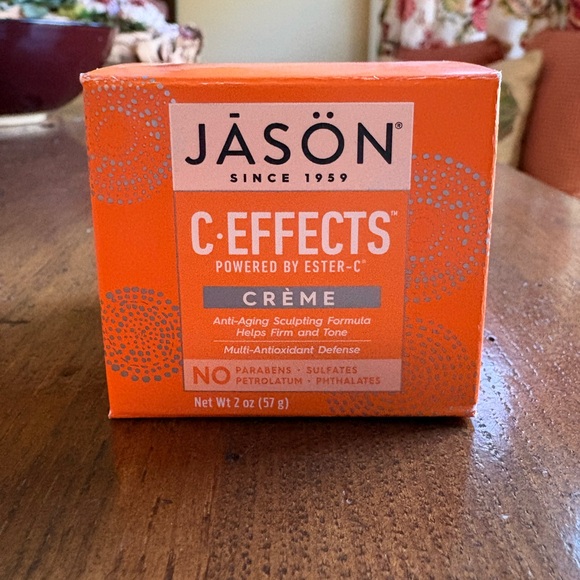 JĀSÖN®
SINCE 1959
C·EFFECTS™
POWERED BY ESTER-C®
CRÈME
Anti-Aging Sculpting Formula
Helps Firm and Tone
Multi-Antioxidant Defense
NO PARABENS · SULFATES
PETROLATUM · PHTHALATES
Net Wt 2 oz (57 g)